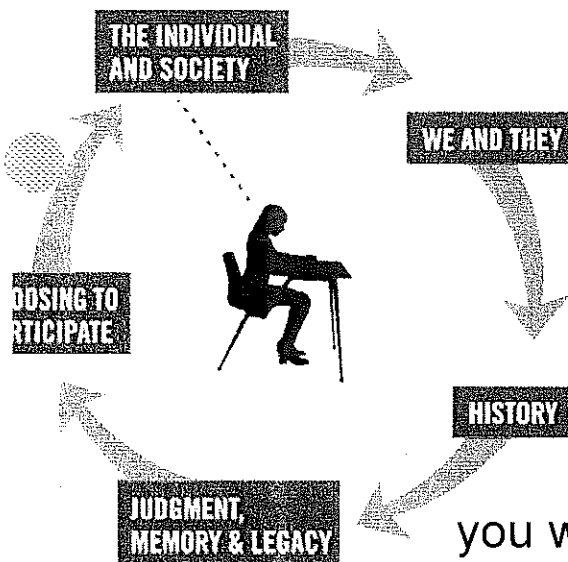 THE INDIVIDUAL
AND SOCIETY
WE AND THEY
HISTORY
JUDGMENT,
MEMORY & LEGACY
OOSING TO
RTICIPATE
you w